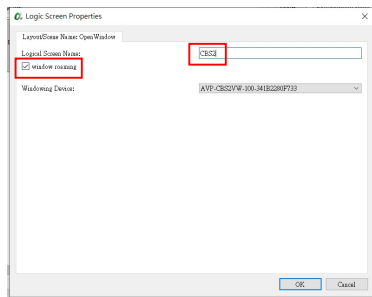 Logic Screen Properties
Layout/Scene Name: OpenWindow
Logical Screen Name:
CBS2
window roaming
Windowing Device:
AVP-CBS2VW-100-341B2280F733
OK
Cancel